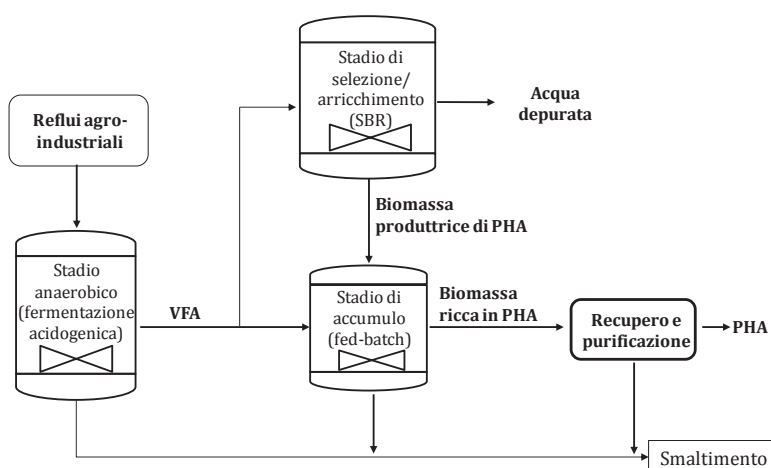 Reflui agro-
industriali
Stadio di
selezione/
arricchimento
(SBR)
Acqua
depurata
Biomassa
produttrice di PHA
Stadio
anaerobico
(fermentazione
acidogenica)
VFA
Stadio di
accumulo
(fed-batch)
Biomassa
ricca in PHA
Recupero e
purificazione
PHA
Smaltimento